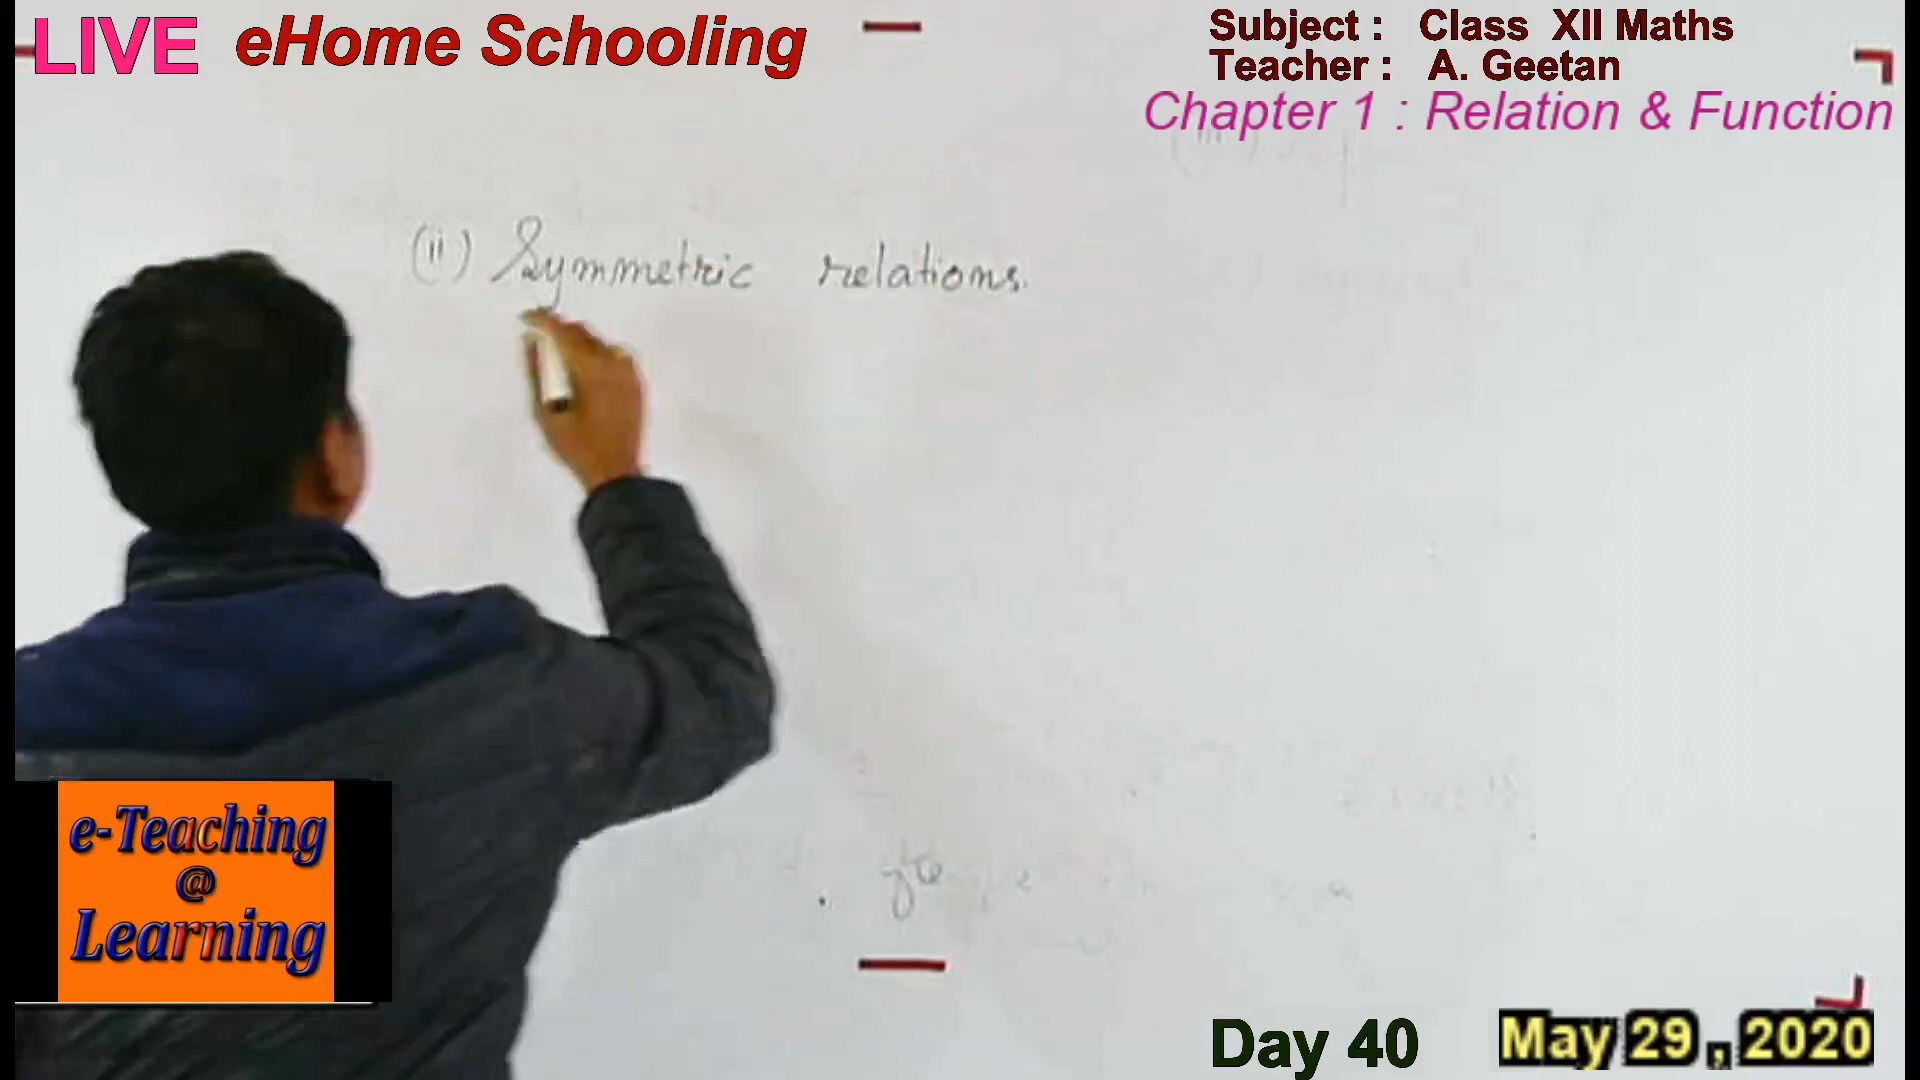 LIVE eHome Schooling
Subject : Class XII Maths
Teacher : A. Geetan
Chapter 1 : Relation & Function
(iii)
(ii) Symmetric relations.
e-Teaching
@
Learning
Day 40
May 29 , 2020